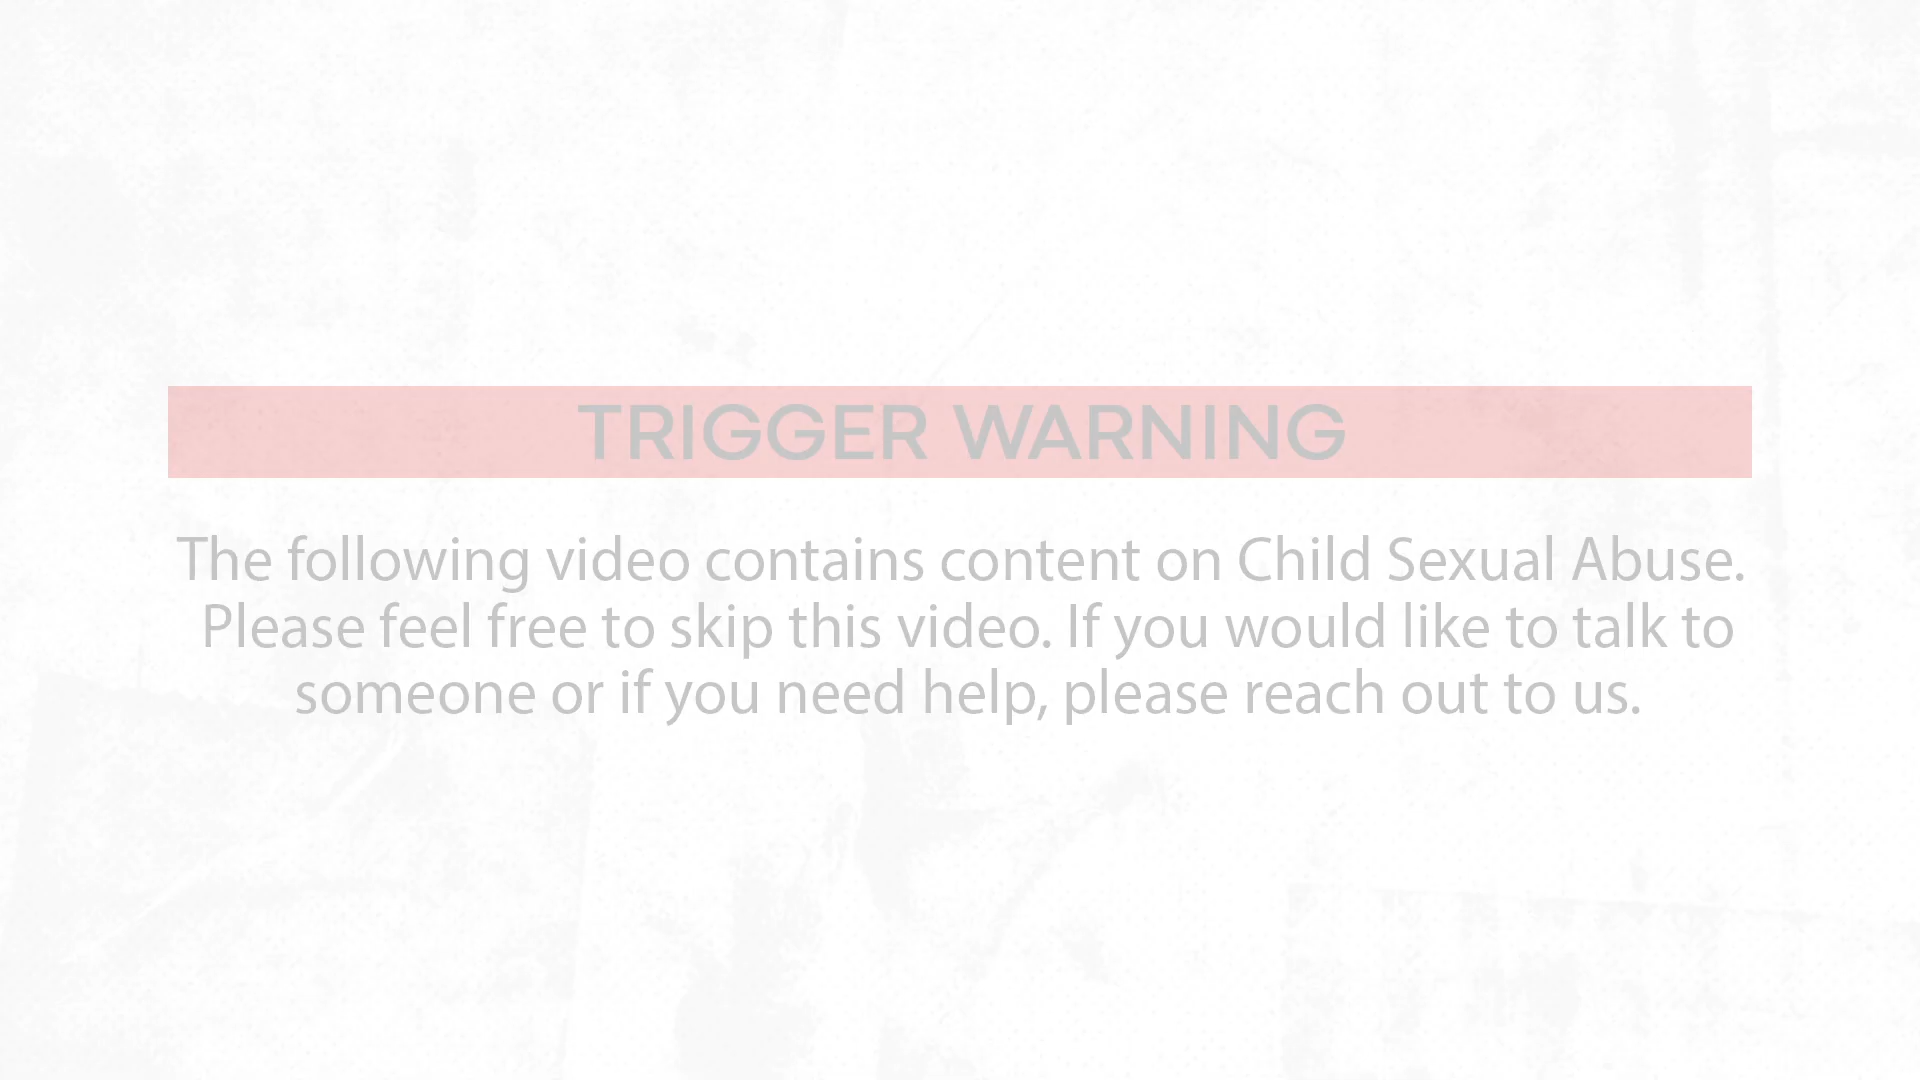 TRIGGER WARNING
The following video contains content on Child Sexual Abuse.
Please feel free to skip this video. If you would like to talk to
someone or if you need help, please reach out to us.